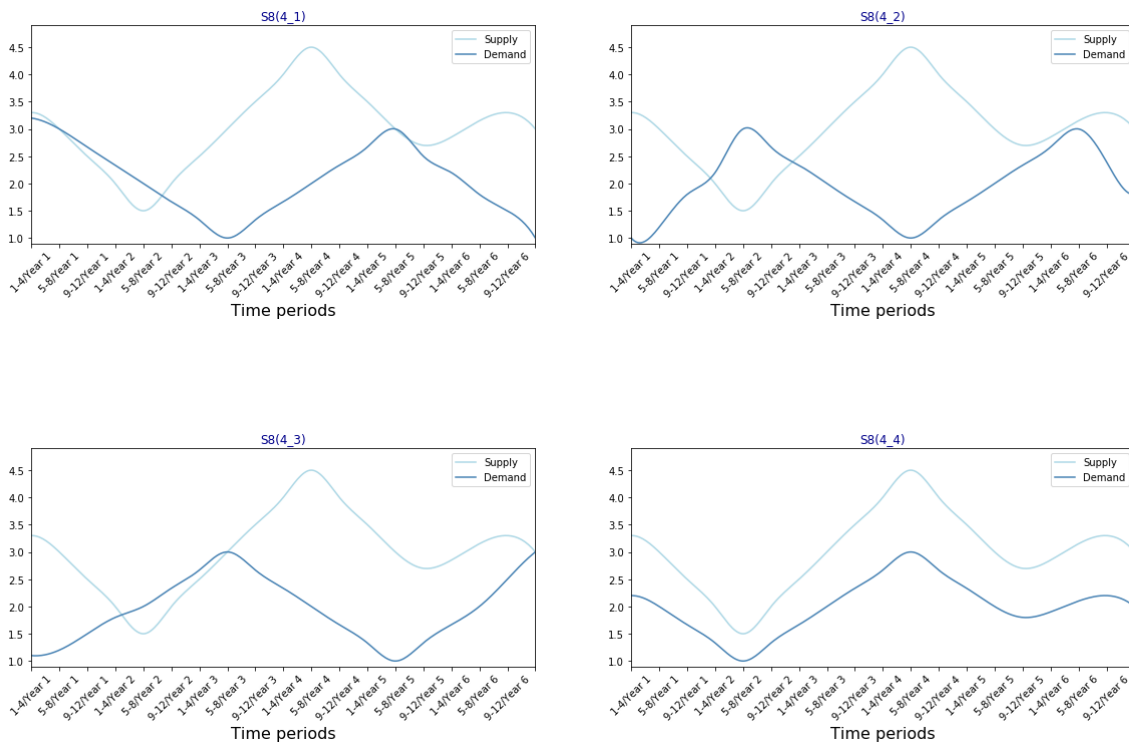 S8(4_1)
Supply
Demand
4.5
4.0
3.5
3.0
2.5
2.0
1.5
1.0
1-4/Year 1
5-8/Year 1
9-12/Year 1
1-4/Year 2
5-8/Year 2
9-12/Year 2
1-4/Year 3
5-8/Year 3
9-12/Year 3
1-4/Year 4
5-8/Year 4
9-12/Year 4
1-4/Year 5
5-8/Year 5
9-12/Year 5
1-4/Year 6
5-8/Year 6
9-12/Year 6
Time periods
S8(4_2)
Supply
Demand
4.5
4.0
3.5
3.0
2.5
2.0
1.5
1.0
1-4/Year 1
5-8/Year 1
9-12/Year 1
1-4/Year 2
5-8/Year 2
9-12/Year 2
1-4/Year 3
5-8/Year 3
9-12/Year 3
1-4/Year 4
5-8/Year 4
9-12/Year 4
1-4/Year 5
5-8/Year 5
9-12/Year 5
1-4/Year 6
5-8/Year 6
9-12/Year 6
Time periods
S8(4_3)
Supply
Demand
4.5
4.0
3.5
3.0
2.5
2.0
1.5
1.0
1-4/Year 1
5-8/Year 1
9-12/Year 1
1-4/Year 2
5-8/Year 2
9-12/Year 2
1-4/Year 3
5-8/Year 3
9-12/Year 3
1-4/Year 4
5-8/Year 4
9-12/Year 4
1-4/Year 5
5-8/Year 5
9-12/Year 5
1-4/Year 6
5-8/Year 6
9-12/Year 6
Time periods
S8(4_4)
Supply
Demand
4.5
4.0
3.5
3.0
2.5
2.0
1.5
1.0
1-4/Year 1
5-8/Year 1
9-12/Year 1
1-4/Year 2
5-8/Year 2
9-12/Year 2
1-4/Year 3
5-8/Year 3
9-12/Year 3
1-4/Year 4
5-8/Year 4
9-12/Year 4
1-4/Year 5
5-8/Year 5
9-12/Year 5
1-4/Year 6
5-8/Year 6
9-12/Year 6
Time periods